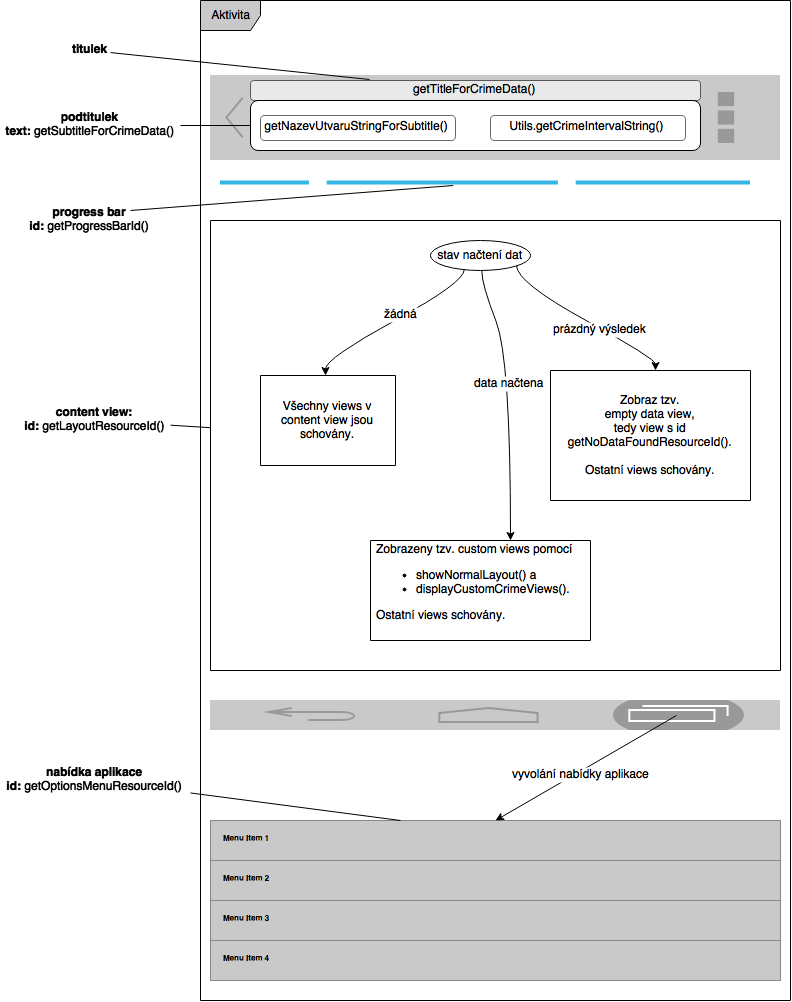 Aktivita
titulek
getTitleForCrimeData()
podtitulek
text: getSubtitleForCrimeData()
getNazevUtvaruStringForSubtitle()
Utils.getCrimeIntervalString()
progress bar
id: getProgressBarId()
stav načtení dat
žádná
prázdný výsledek
data načtena
Všechny views v
content view jsou
schovány.
Zobraz tzv.
empty data view,
tedy view s id
getNoDataFoundResourceId().
Ostatní views schovány.
content view:
id: getLayoutResourceId()
Zobrazeny tzv. custom views pomocí
• showNormalLayout() a
• displayCustomCrimeViews().
Ostatní views schovány.
nabídka aplikace
id: getOptionsMenuResourceId()
vyvolání nabídky aplikace
Menu Item 1
Menu Item 2
Menu Item 3
Menu Item 4